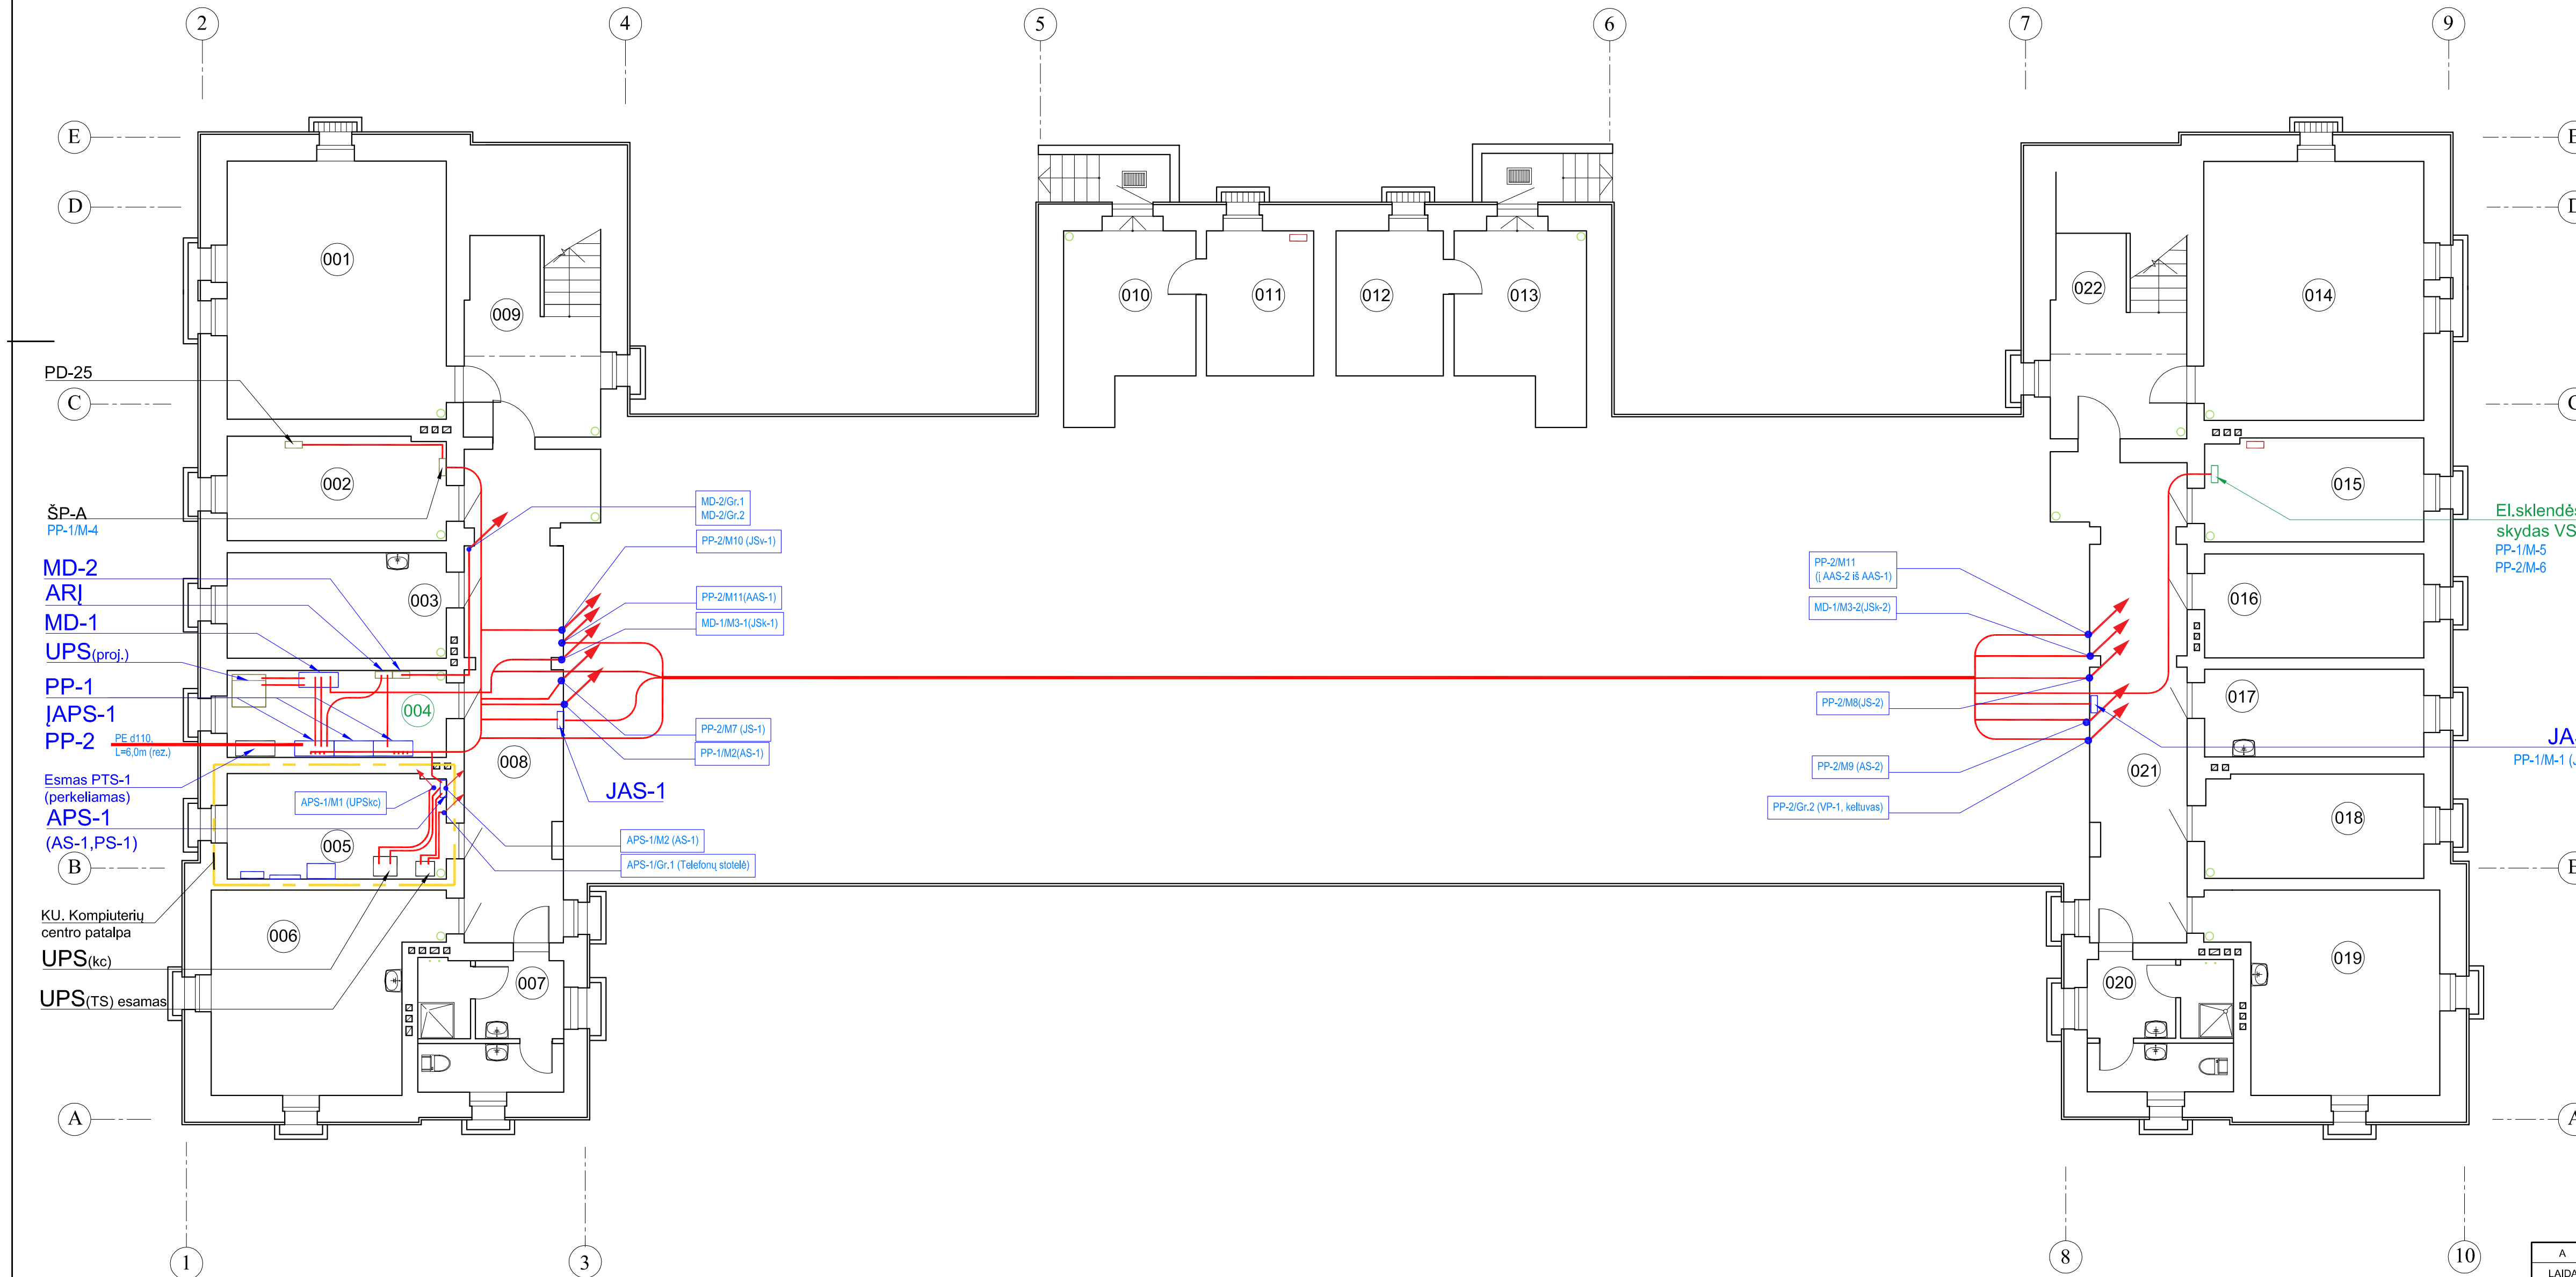 2
4
5
6
7
9
E
D
C
B
A
1
3
8
10
001
002
003
004
005
006
007
008
009
010
011
012
013
014
015
016
017
018
019
020
021
022
PD-25
ŠP-A
PP-1/M-4
MD-2
ARĮ
MD-1
UPS(proj.)
PP-1
ĮAPS-1
PP-2
PE d110,
L=6,0m (rez.)
Esmas PTS-1
(perkeliamas)
APS-1
(AS-1,PS-1)
KU. Kompiuterių
centro patalpa
UPS(kc)
UPS(TS) esamas
MD-2/Gr.1
MD-2/Gr.2
PP-2/M10 (JSv-1)
PP-2/M11(AAS-1)
MD-1/M3-1(JSk-1)
PP-2/M7 (JS-1)
PP-1/M2(AS-1)
JAS-1
APS-1/M1 (UPSkc)
APS-1/M2 (AS-1)
APS-1/Gr.1 (Telefonų stotelė)
PP-2/M11
(į AAS-2 iš AAS-1)
MD-1/M3-2(JSk-2)
PP-2/M8(JS-2)
PP-2/M9 (AS-2)
PP-2/Gr.2 (VP-1, keltuvas)
El.sklendės
skydas VS
PP-1/M-5
PP-2/M-6
JA
PP-1/M-1 (J
D
C
A
A
LAIDA